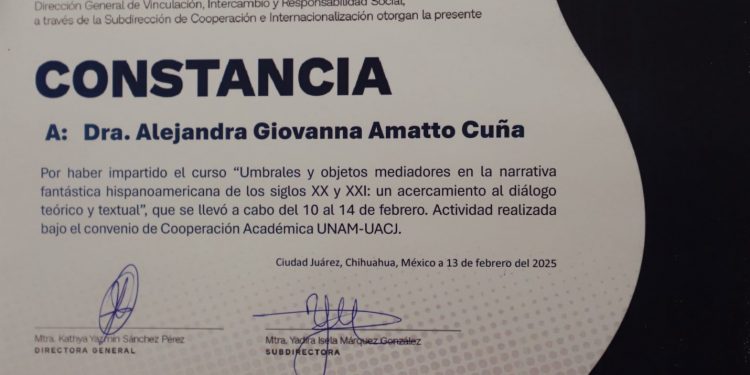 Dirección General de Vinculación, Intercambio y Responsabilidad Social,
a través de la Subdirección de Cooperación e Internacionalización otorgan la presente
CONSTANCIA
A: Dra. Alejandra Giovanna Amatto Cuña
Por haber impartido el curso “Umbrales y objetos mediadores en la narrativa
fantástica hispanoamericana de los siglos XX y XXI: un acercamiento al diálogo
teórico y textual”, que se llevó a cabo del 10 al 14 de febrero. Actividad realizada
bajo el convenio de Cooperación Académica UNAM-UACJ.
Ciudad Juárez, Chihuahua, México a 13 de febrero del 2025
Mtra. Kathya Yazmin Sánchez Pérez
DIRECTORA GENERAL
Mtra. Yadira Isela Márquez González
SUBDIRECTORA